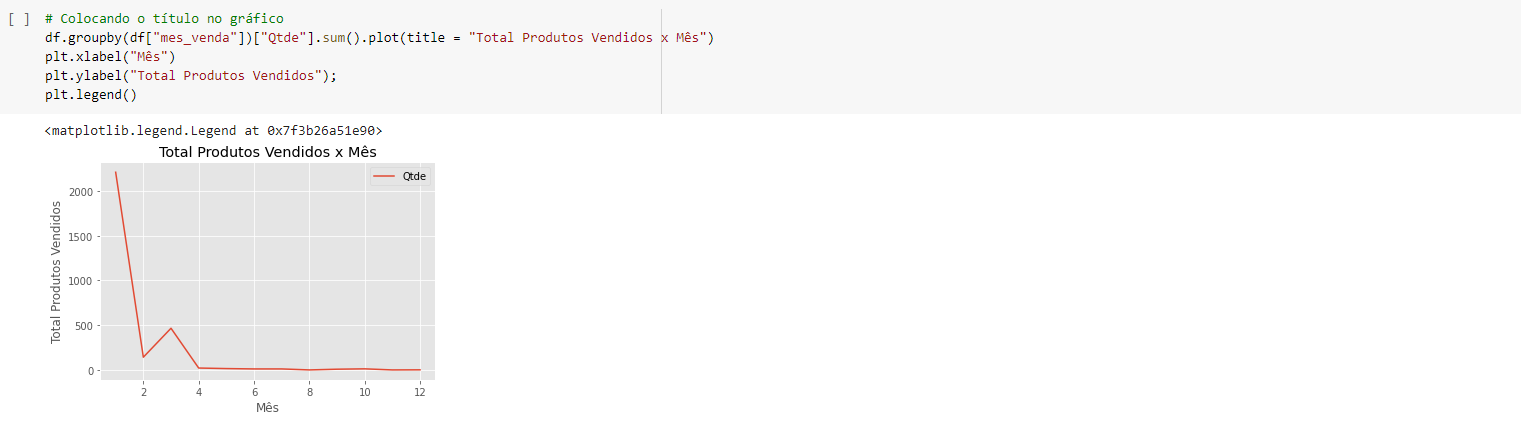 [ ] # Colocando o título no gráfico
df.groupby(df["mes_venda"])["Qtde"].sum().plot(title = "Total Produtos Vendidos x Mês")
plt.xlabel("Mês")
plt.ylabel("Total Produtos Vendidos");
plt.legend()
<matplotlib.legend.Legend at 0x7f3b26a51e90>
Total Produtos Vendidos x Mês
Qtde
Total Produtos Vendidos
2000
1500
1000
500
0
2 4 6 8 10 12
Mês